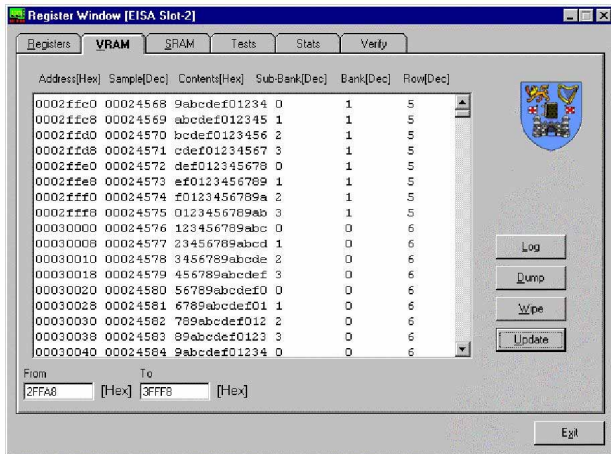 Register Window [EISA Slot-2]
Registers VRAM SRAM Tests Stats Verify
Address[Hex] Sample[Dec] Contents[Hex] Sub-Bank[Dec] Bank[Dec] Row[Dec]
0002ffc0 00024568 9abcdef01234 0 1 5
0002ffc8 00024569 abcdef012345 1 1 5
0002ffd0 00024570 bcdef0123456 2 1 5
0002ffd8 00024571 cdef01234567 3 1 5
0002ffe0 00024572 def012345678 0 1 5
0002ffe8 00024573 ef0123456789 1 1 5
0002fff0 00024574 f0123456789a 2 1 5
0002fff8 00024575 0123456789ab 3 1 5
00030000 00024576 123456789abc 0 0 6
00030008 00024577 23456789abcd 1 0 6
00030010 00024578 3456789abcde 2 0 6
00030018 00024579 456789abcdef 3 0 6
00030020 00024580 56789abcdef0 0 0 6
00030028 00024581 6789abcdef01 1 0 6
00030030 00024582 789abcdef012 2 0 6
00030038 00024583 89abcdef0123 3 0 6
00030040 00024584 9abcdef01234 0 0 6
Log
Dump
Wipe
Update
From To
2FFA8 [Hex] 3FFF8 [Hex]
Exit